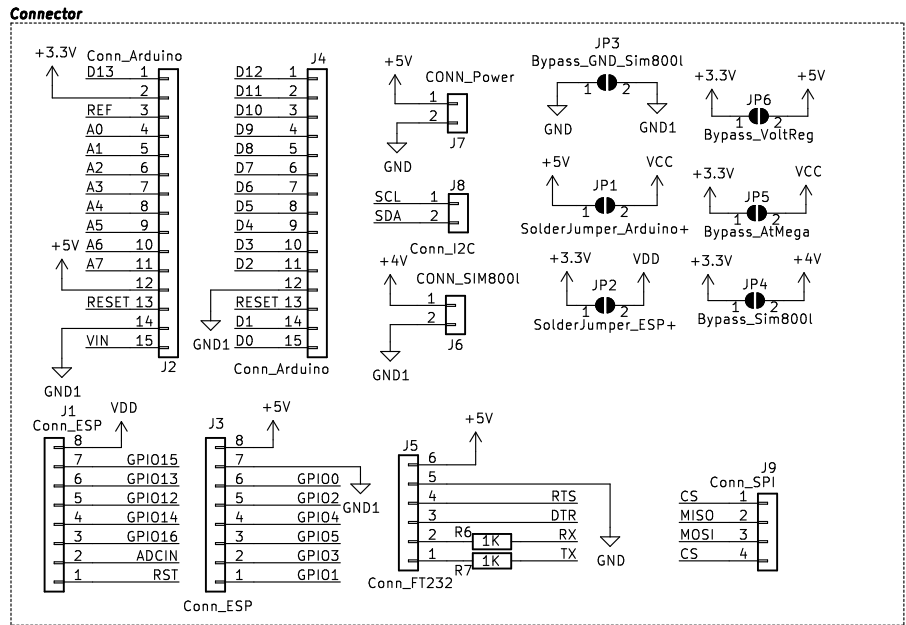 Connector
Conn_Arduino
+3.3V
D13 1
2
REF 3
A0 4
A1 5
A2 6
A3 7
A4 8
A5 9
+5V
A6 10
A7 11
12
RESET 13
14
VIN 15
GND1
J2
J4
D12 1
D11 2
D10 3
D9 4
D8 5
D7 6
D6 7
D5 8
D4 9
D3 10
D2 11
12
RESET 13
D1 14
D0 15
GND1
Conn_Arduino
+5V
CONN_Power
1
2
GND
J7
J8
SCL 1
SDA 2
Conn_I2C
+4V
CONN_SIM800l
1
2
J6
GND1
JP3
Bypass_GND_Sim800l
1 2
GND
GND1
+5V
VCC
JP1
1 2
SolderJumper_Arduino+
+3.3V
VDD
JP2
1 2
SolderJumper_ESP+
+3.3V
+5V
JP6
1 2
Bypass_VoltReg
+3.3V
VCC
JP5
1 2
Bypass_AtMega
+3.3V
+4V
JP4
1 2
Bypass_Sim800l
J1
Conn_ESP
VDD
8
7 GPIO15
6 GPIO13
5 GPIO12
4 GPIO14
3 GPIO16
2 ADCIN
1 RST
J3
+5V
8
7
6 GPIO0
5 GPIO2
4 GPIO4
3 GPIO5
2 GPIO3
1 GPIO1
GND1
Conn_ESP
J5
+5V
6
5
4 RTS
3 DTR
2 R6 1K RX
1 R7 1K TX
GND
Conn_FT232
J9
Conn_SPI
CS 1
MISO 2
MOSI 3
CS 4